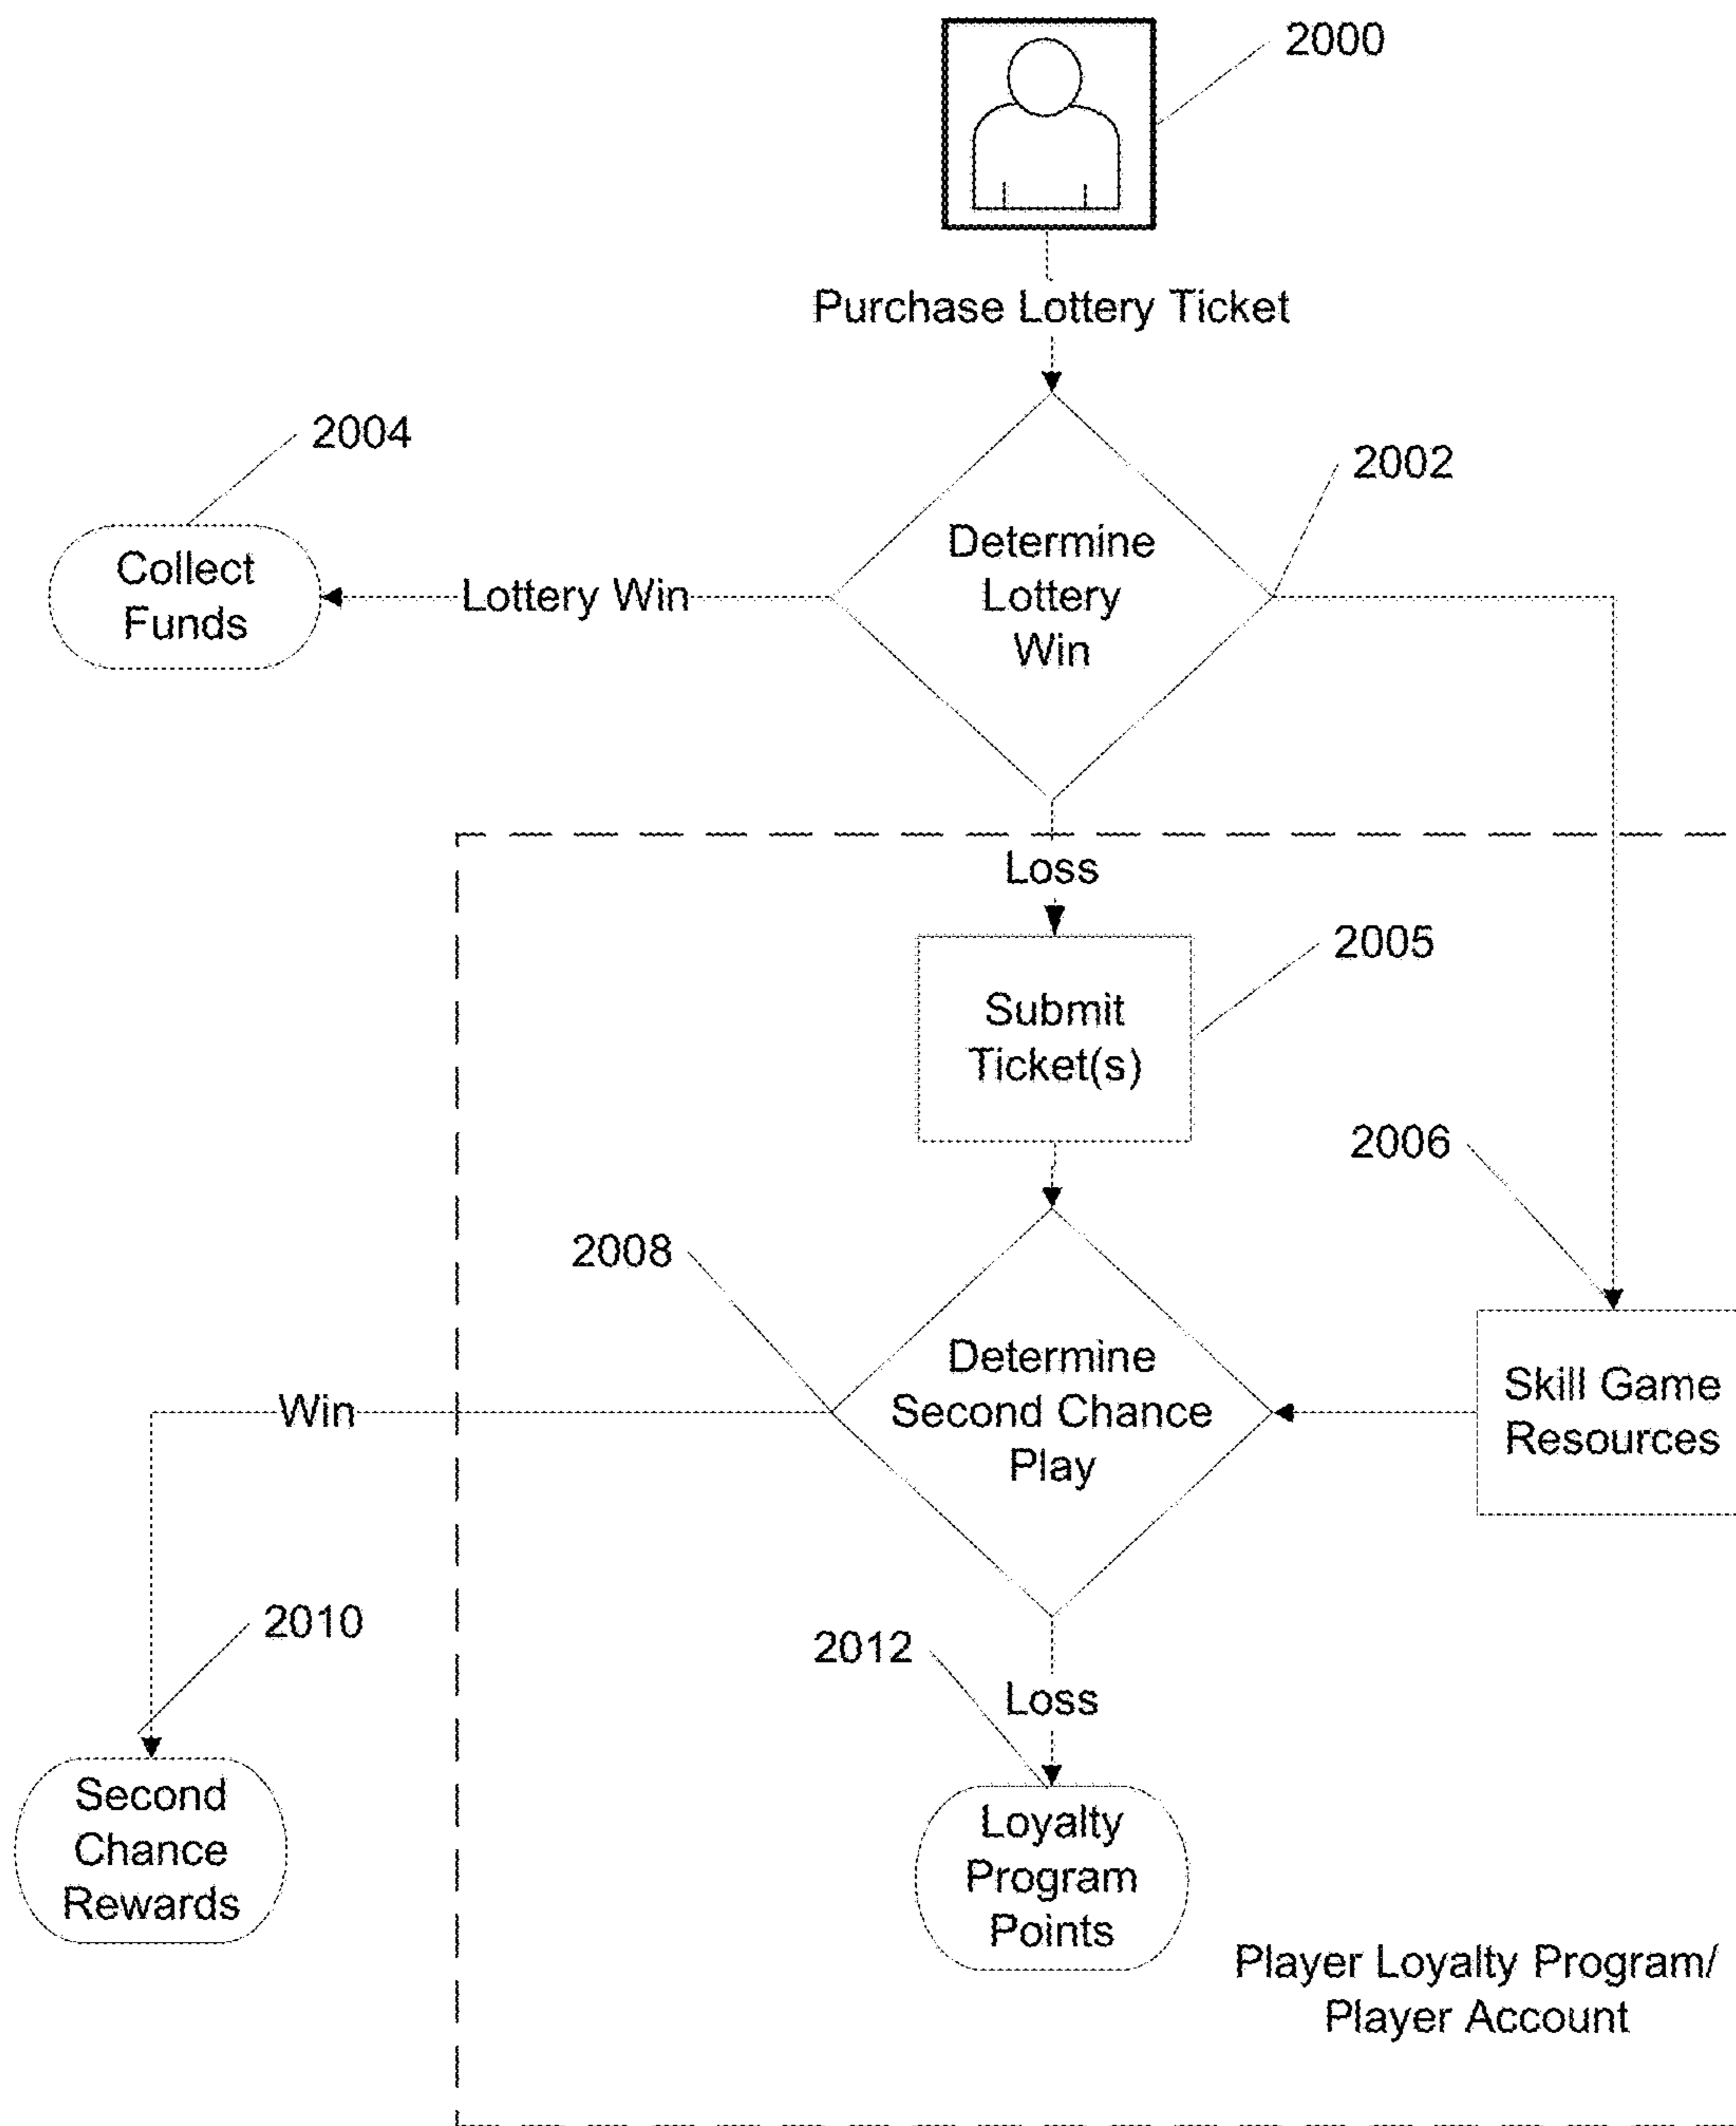 2000
Purchase Lottery Ticket
2004
2002
Collect
Funds
Lottery Win
Determine
Lottery
Win
Loss
2005
Submit
Ticket(s)
2006
2008
Determine
Second Chance
Play
Skill Game
Resources
Win
2010
2012
Loss
Second
Chance
Rewards
Loyalty
Program
Points
Player Loyalty Program/
Player Account